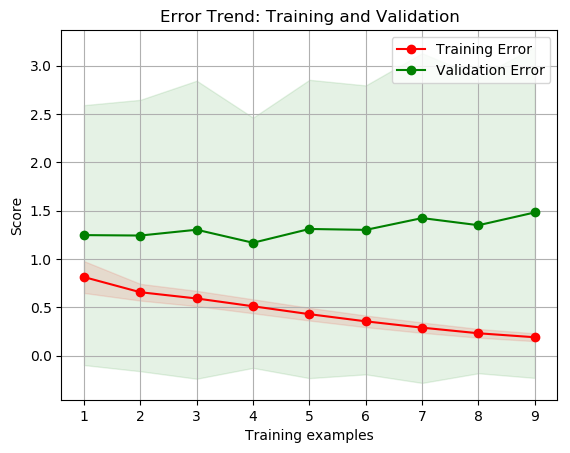 Error Trend: Training and Validation
Training Error
Validation Error
3.0
2.5
2.0
1.5
1.0
0.5
0.0
Score
1 2 3 4 5 6 7 8 9
Training examples